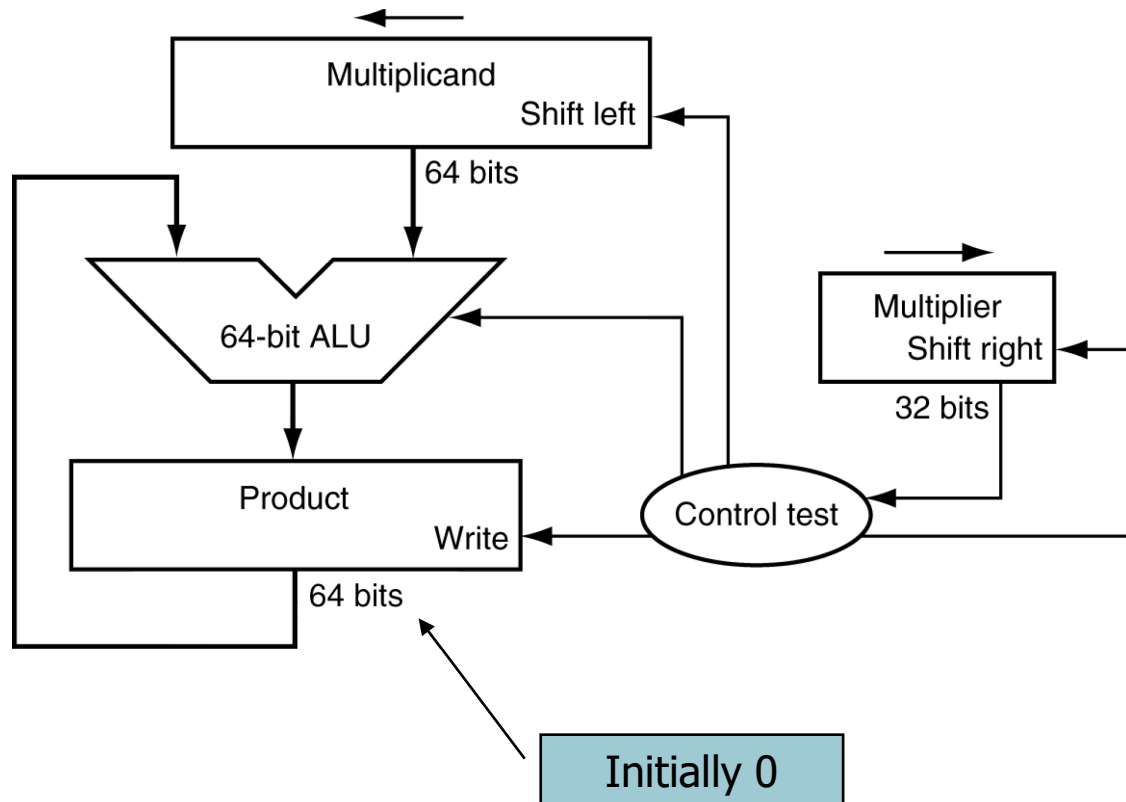 Multiplicand
Shift left
64 bits
64-bit ALU
Multiplier
Shift right
32 bits
Product
Write
Control test
64 bits
Initially 0